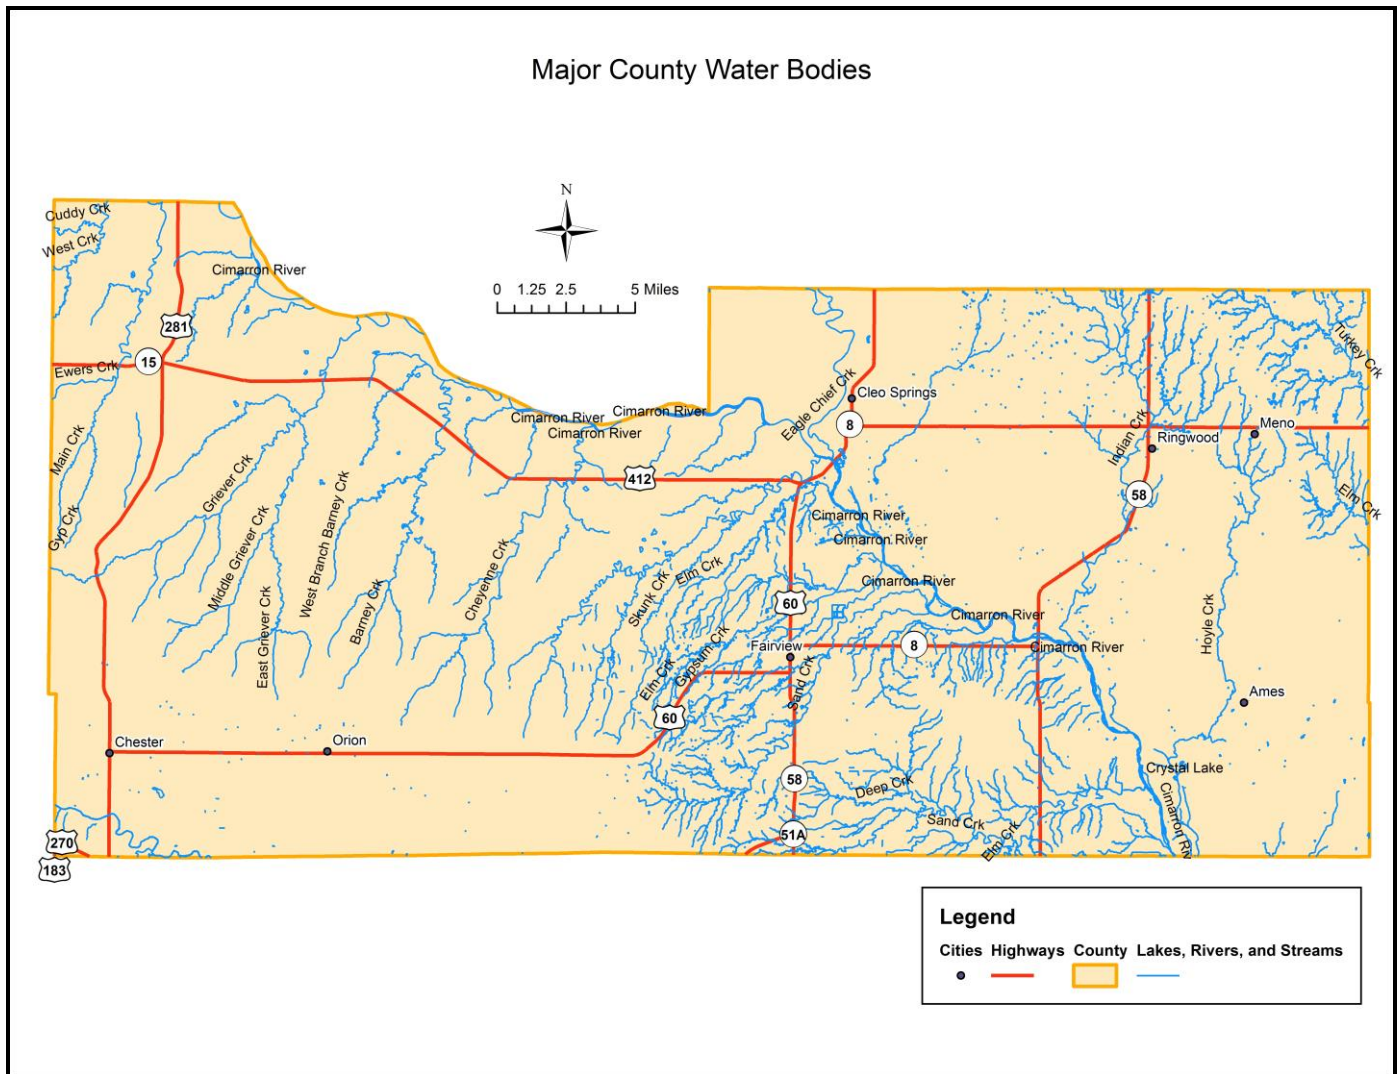 Major County Water Bodies
N
0 1.25 2.5 5 Miles
Cuddy Crk
West Crk
Cimarron River
281
15
Ewers Crk
Turkey Crk
Eagle Chief Crk
Cleo Springs
Cimarron River
Cimarron River
Cimarron River
8
Indian Crk
Meno
Ringwood
Main Crk
Griever Crk
412
58
Elm Crk
Gyp Crk
Middle Griever Crk
West Branch Barney Crk
Cimarron River
Cimarron River
Cheyenne Crk
Elm Crk
Skunk Crk
Cimarron River
60
East Griever Crk
Barney Crk
Cimarron River
Hoyle Crk
Fairview
8
Cimarron River
Elm Crk
Gypsum Crk
Sand Crk
Ames
60
Chester
Orion
Crystal Lake
58
Deep Crk
Cimarron Riv
Sand Crk
51A
Elm Crk
270
183
Legend
Cities Highways County Lakes, Rivers, and Streams